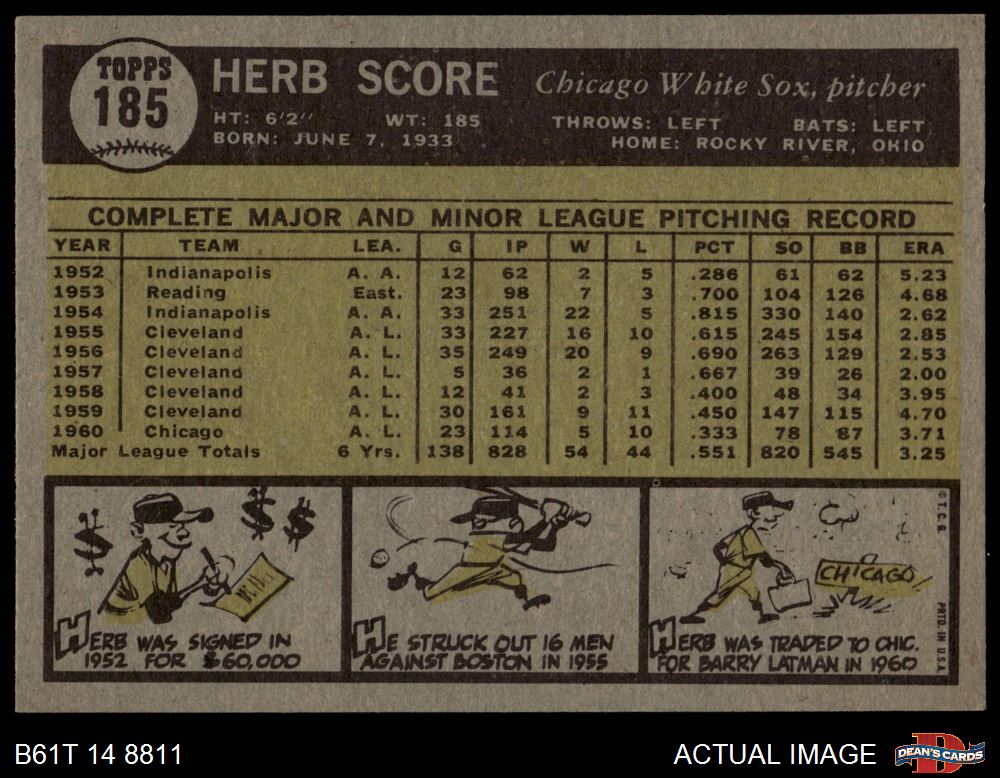 TOPPS
185
HERB SCORE Chicago White Sox, pitcher
HT: 6'2" WT: 185 THROWS: LEFT BATS: LEFT
BORN: JUNE 7, 1933 HOME: ROCKY RIVER, OHIO
COMPLETE MAJOR AND MINOR LEAGUE PITCHING RECORD
YEAR TEAM LEA. G IP W L PCT SO BB ERA
1952 Indianapolis A. A. 12 62 2 5 .286 61 62 5.23
1953 Reading East. 23 98 7 3 .700 104 126 4.68
1954 Indianapolis A. A. 33 251 22 5 .815 330 140 2.62
1955 Cleveland A. L. 33 227 16 10 .615 245 154 2.85
1956 Cleveland A. L. 35 249 20 9 .690 263 129 2.53
1957 Cleveland A. L. 5 36 2 1 .667 39 26 2.00
1958 Cleveland A. L. 12 41 2 3 .400 48 34 3.95
1959 Cleveland A. L. 30 161 9 11 .450 147 115 4.70
1960 Chicago A. L. 23 114 5 10 .333 78 87 3.71
Major League Totals 6 Yrs. 138 828 54 44 .551 820 545 3.25
HERB WAS SIGNED IN
1952 FOR $60,000
HE STRUCK OUT 16 MEN
AGAINST BOSTON IN 1955
CHICAGO
HERB WAS TRADED TO CHIC.
FOR BARRY LATMAN IN 1960
© T.C.G. PRTD. IN U.S.A.
B61T 14 8811 ACTUAL IMAGE DEAN'S CARDS